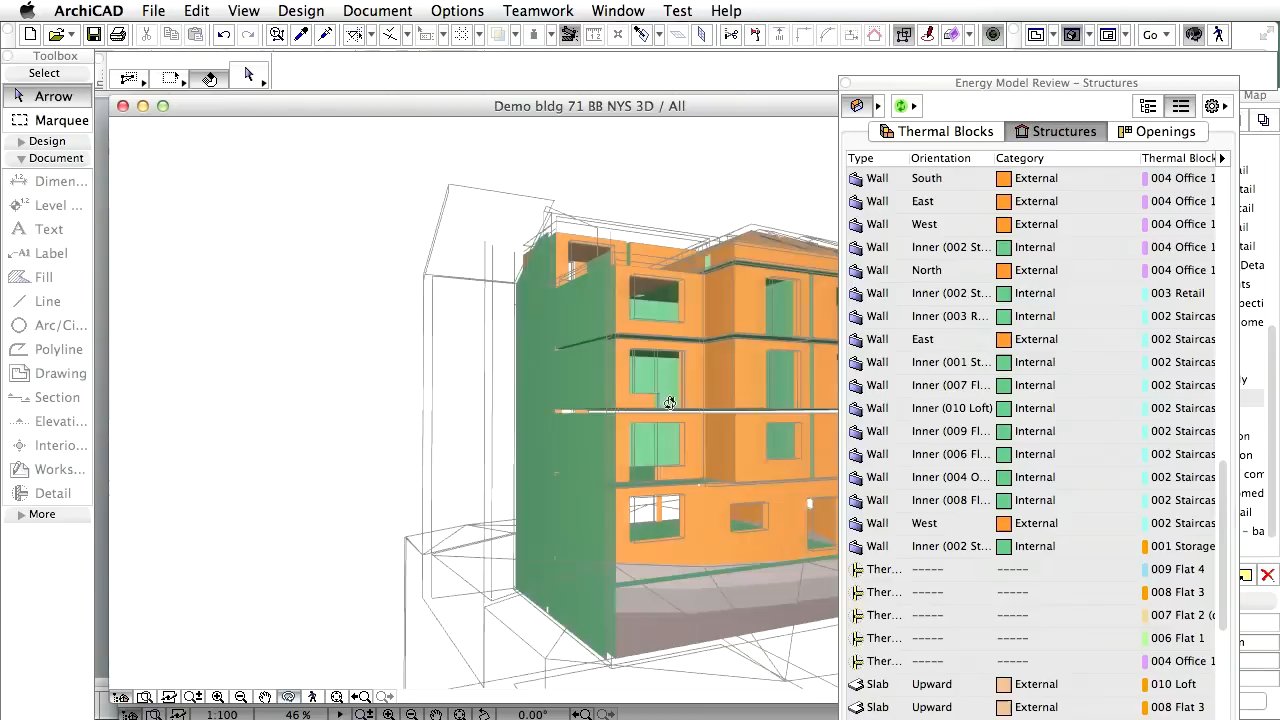 ArchiCAD File Edit View Design Document Options Teamwork Window Test Help
Toolbox
Select
Arrow
Marquee
Design
Document
Dimen...
Level ...
Text
Label
Fill
Line
Arc/Ci...
Polyline
Drawing
Section
Elevati...
Interio...
Works...
Detail
More
Go
Demo bldg 71 BB NYS 3D / All
1:100 46 % 0.00°
Energy Model Review – Structures
Thermal Blocks Structures Openings
Type Orientation Category Thermal Block
Wall South External 004 Office 1
Wall East External 004 Office 1
Wall West External 004 Office 1
Wall Inner (002 St... Internal 004 Office 1
Wall North External 004 Office 1
Wall Inner (002 St... Internal 003 Retail
Wall Inner (003 R... Internal 002 Staircas
Wall East External 002 Staircas
Wall Inner (001 St... Internal 002 Staircas
Wall Inner (007 Fl... Internal 002 Staircas
Wall Inner (010 Loft) Internal 002 Staircas
Wall Inner (009 Fl... Internal 002 Staircas
Wall Inner (006 Fl... Internal 002 Staircas
Wall Inner (004 O... Internal 002 Staircas
Wall Inner (008 Fl... Internal 002 Staircas
Wall West External 002 Staircas
Wall Inner (002 St... Internal 001 Storage
Ther... ----- ----- 009 Flat 4
Ther... ----- ----- 008 Flat 3
Ther... ----- ----- 007 Flat 2 (
Ther... ----- ----- 006 Flat 1
Ther... ----- ----- 004 Office 1
Slab Upward External 010 Loft
Slab Upward External 008 Flat 3
Map